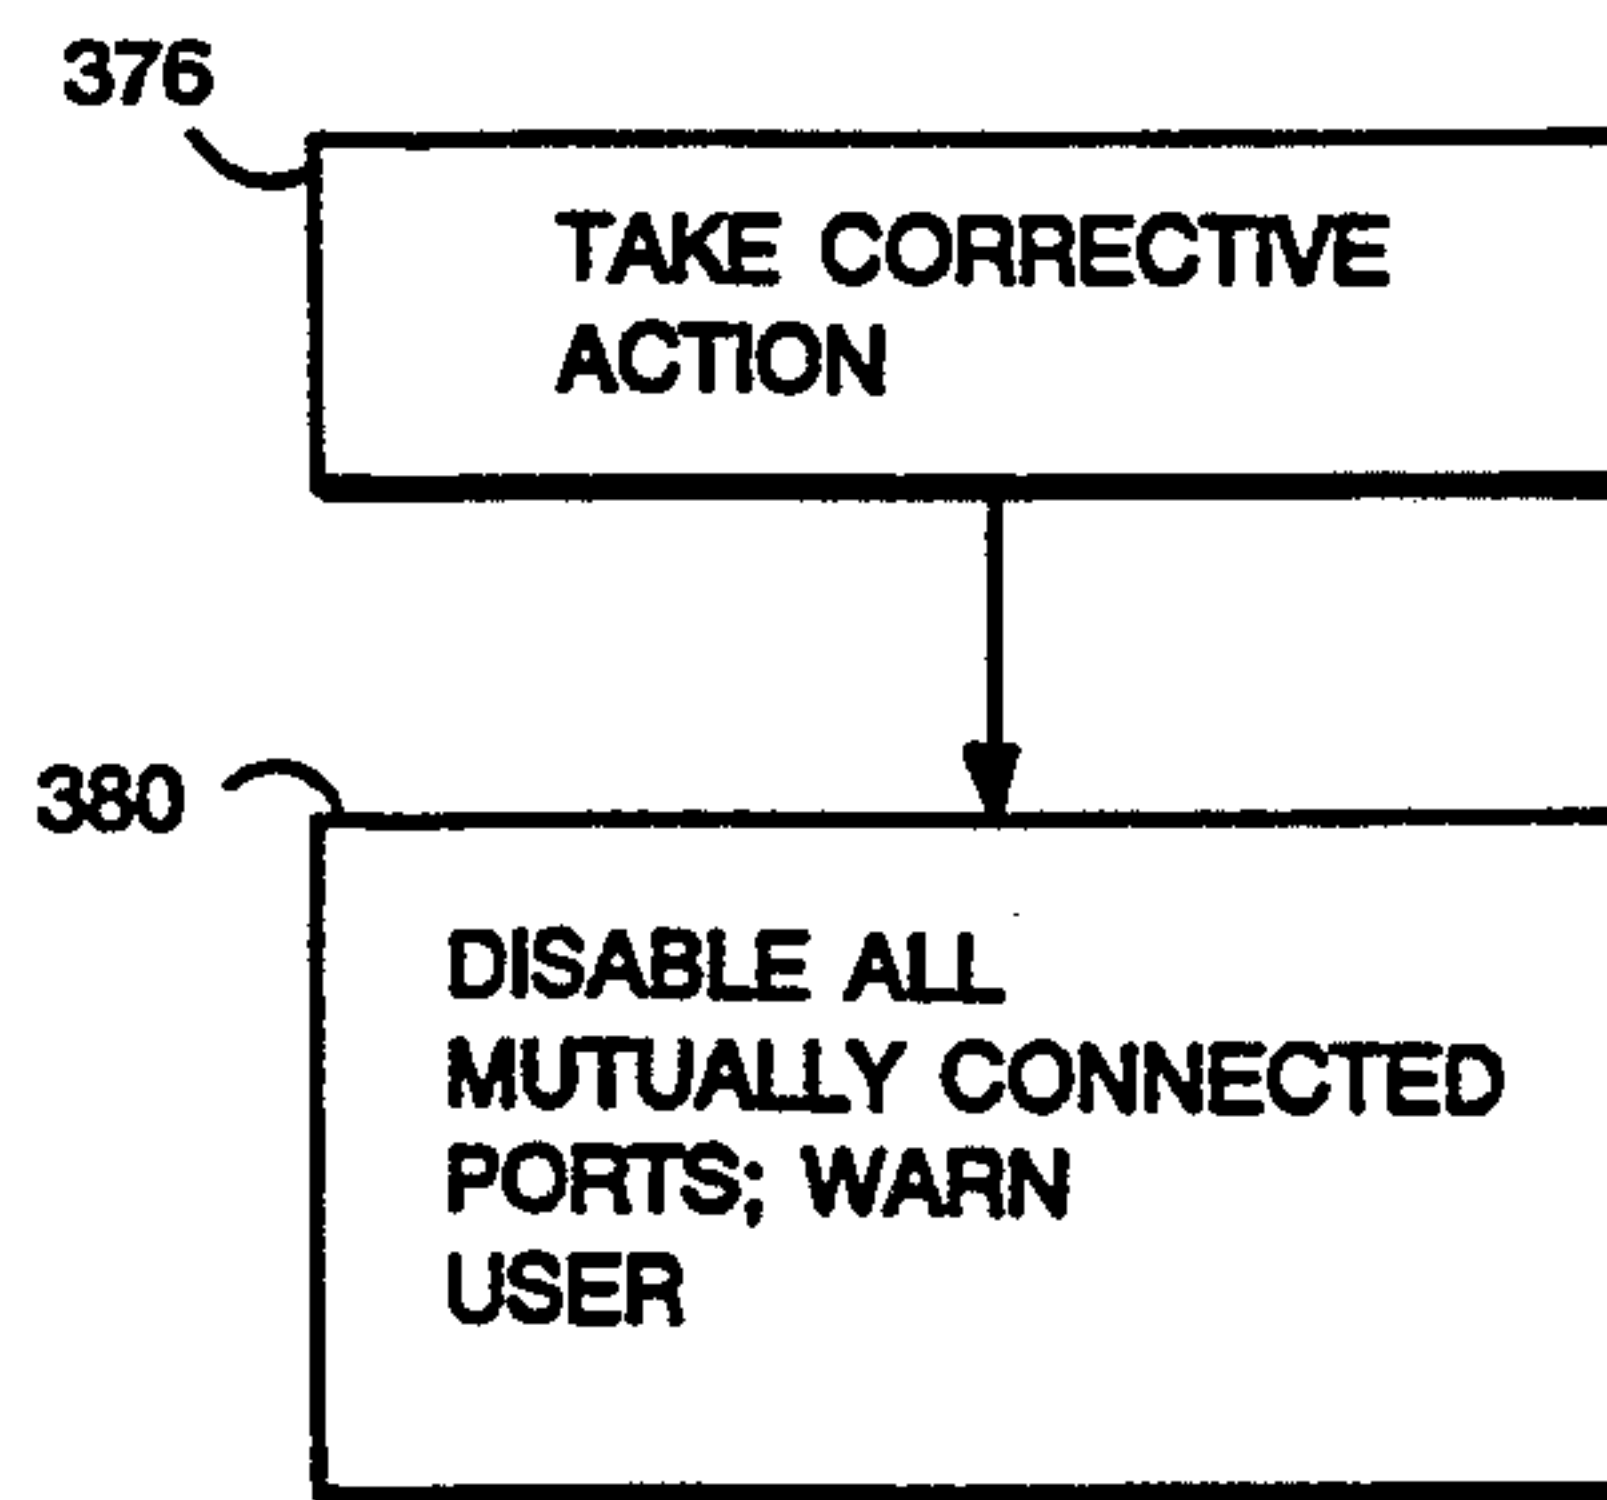 376
TAKE CORRECTIVE
ACTION
380
DISABLE ALL
MUTUALLY CONNECTED
PORTS; WARN
USER